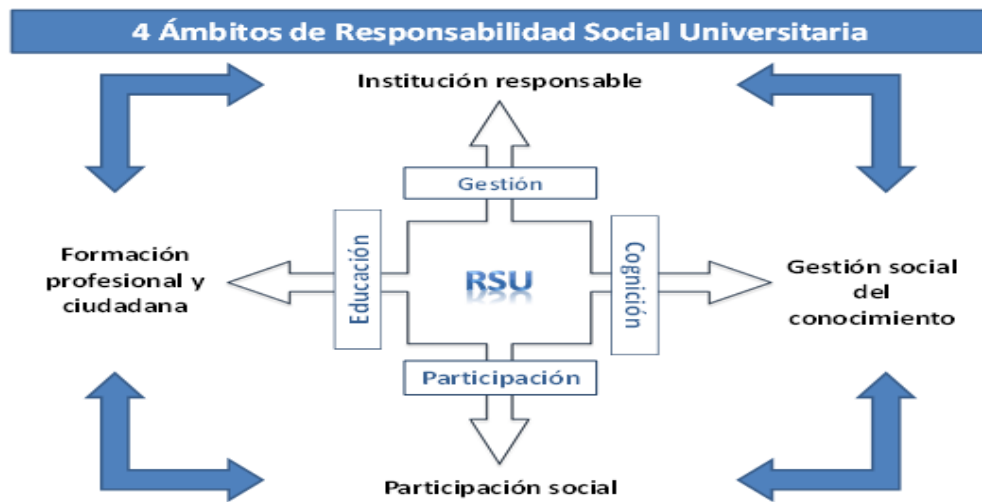 4 Ámbitos de Responsabilidad Social Universitaria
Institución responsable
Gestión
Formación
profesional y
ciudadana
Educación
RSU
Cognición
Gestión social
del
conocimiento
Participación
Participación social